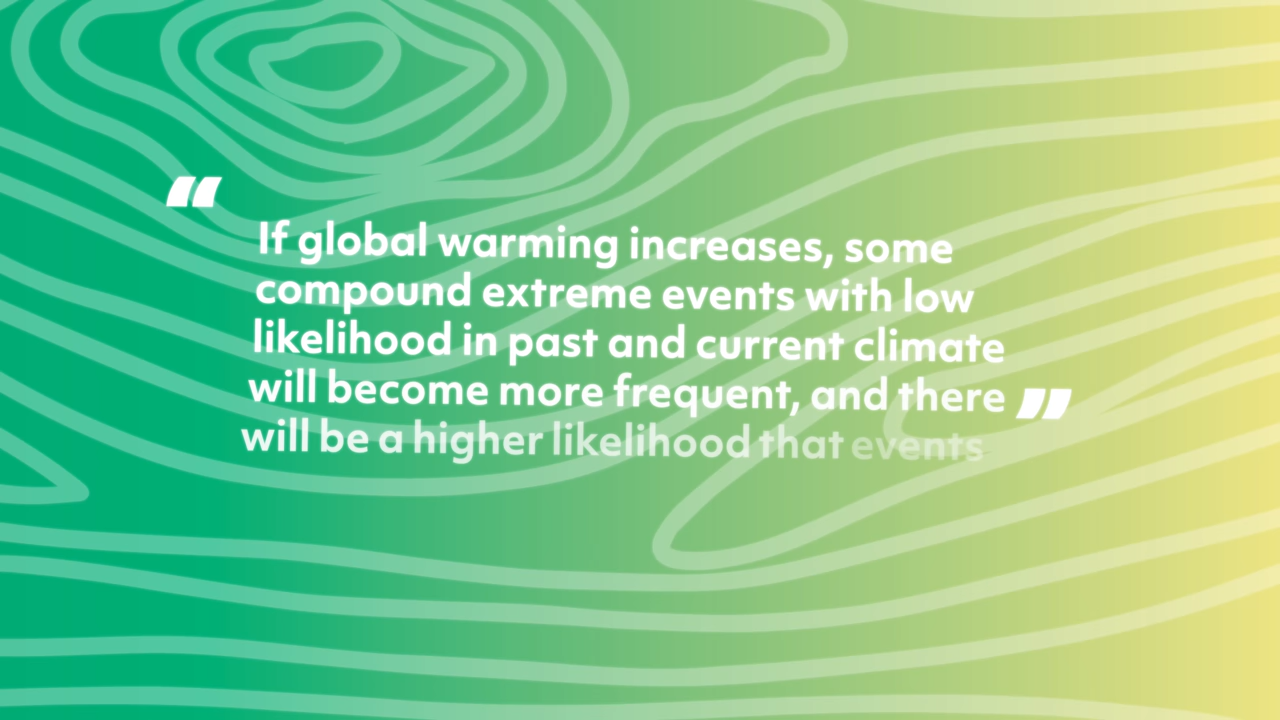 “
If global warming increases, some
compound extreme events with low
likelihood in past and current climate
will become more frequent, and there ”
will be a higher likelihood that events